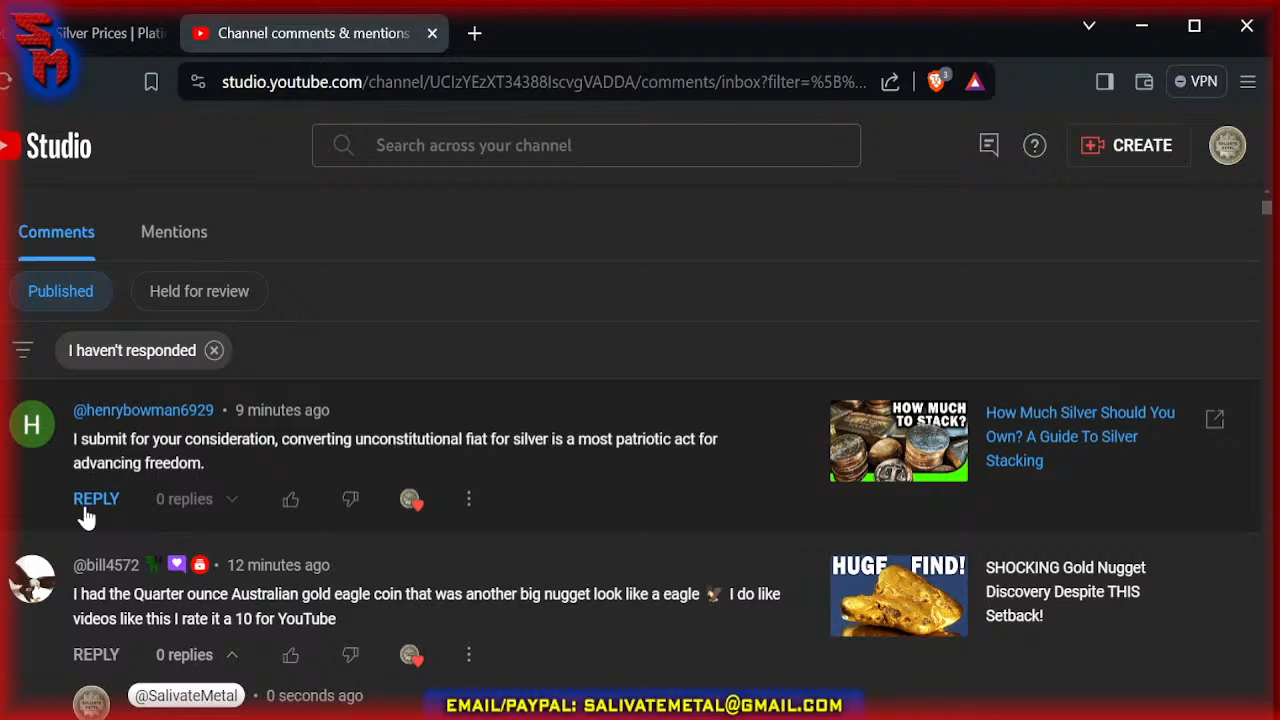 SM
Silver Prices | Plati
Channel comments & mentions
studio.youtube.com/channel/UCIzYEzXT34388IscvgVADDA/comments/inbox?filter=%5B%...
3
VPN
Studio
Search across your channel
CREATE
Comments
Mentions
Published
Held for review
I haven't responded
H
@henrybowman6929 • 9 minutes ago
I submit for your consideration, converting unconstitutional fiat for silver is a most patriotic act for
advancing freedom.
REPLY
0 replies
HOW MUCH
TO STACK?
How Much Silver Should You
Own? A Guide To Silver
Stacking
@bill4572 • 12 minutes ago
I had the Quarter ounce Australian gold eagle coin that was another big nugget look like a eagle 🦅 I do like
videos like this I rate it a 10 for YouTube
REPLY
0 replies
HUGE FIND!
SHOCKING Gold Nugget
Discovery Despite THIS
Setback!
@SalivateMetal • 0 seconds ago
EMAIL/PAYPAL: SALIVATEMETAL@GMAIL.COM